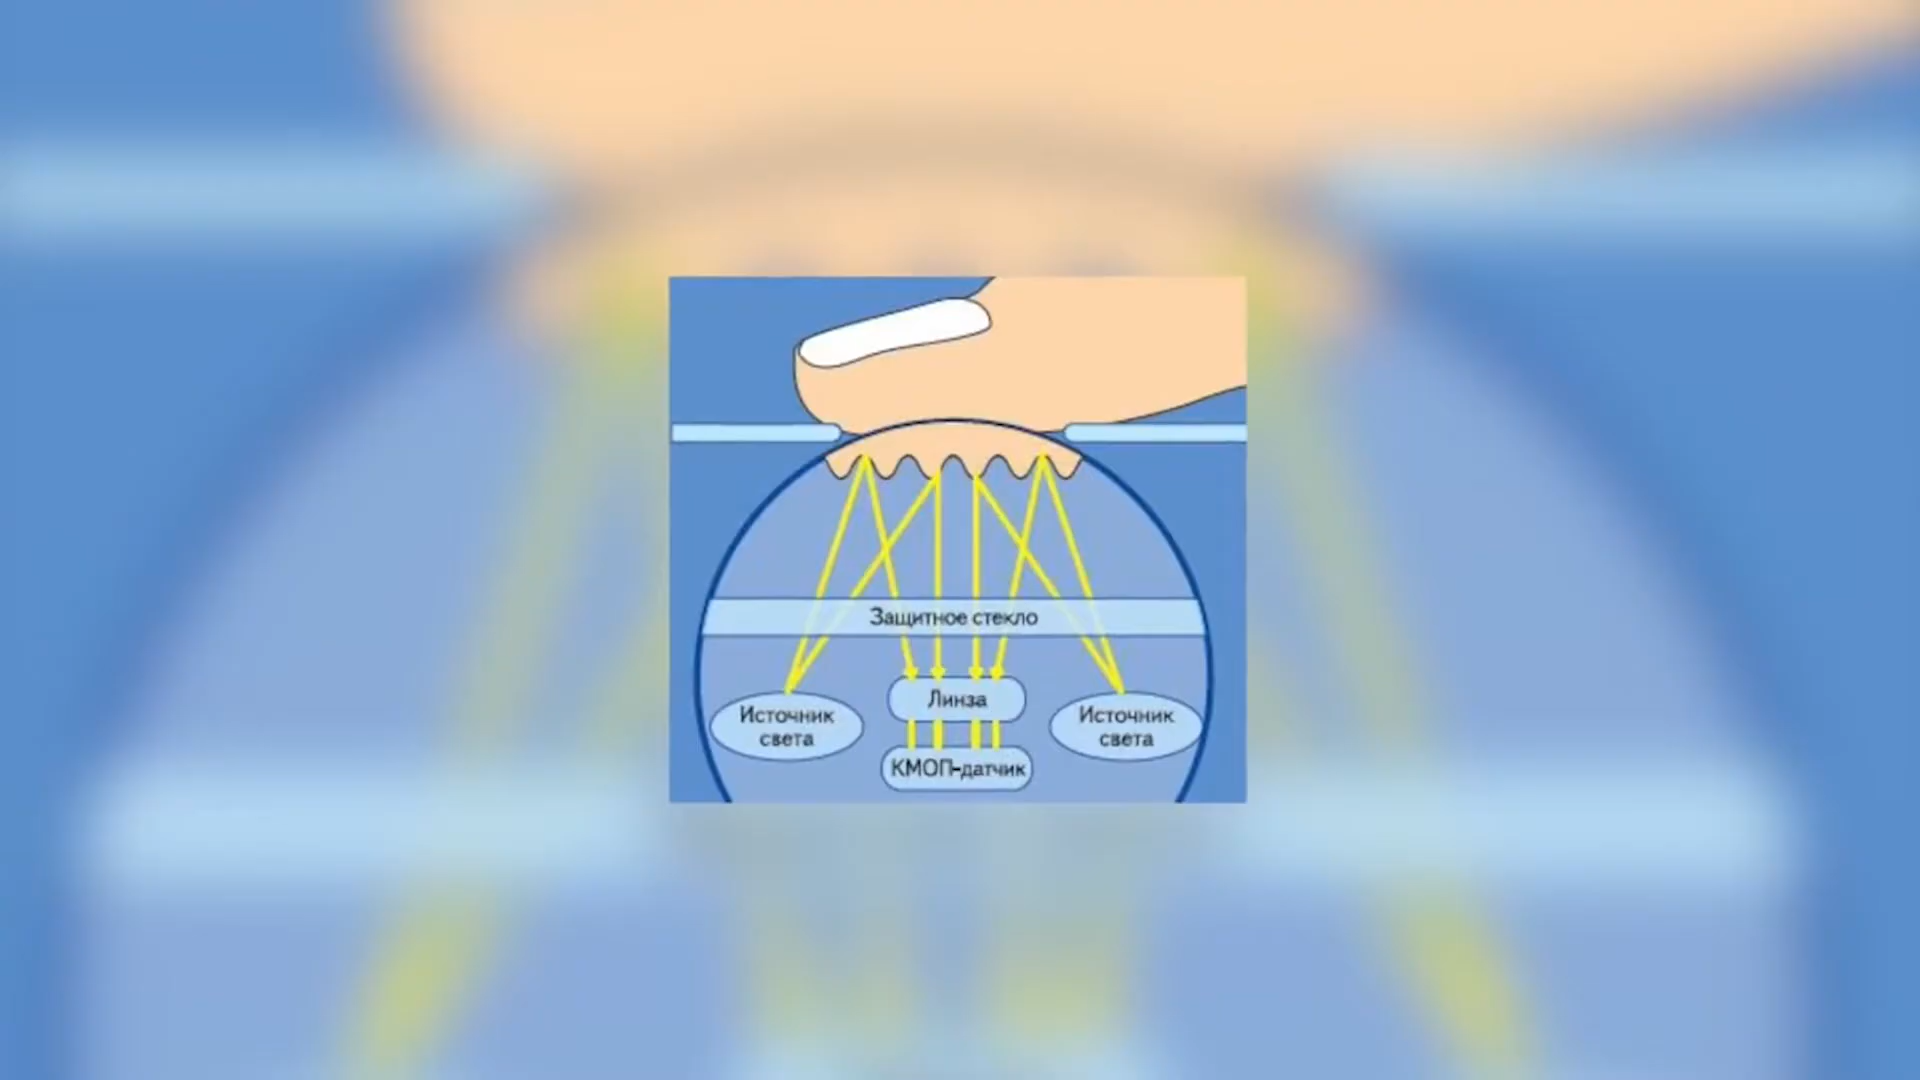 Защитное стекло
Линза
Источник
света
Источник
света
КМОП-датчик